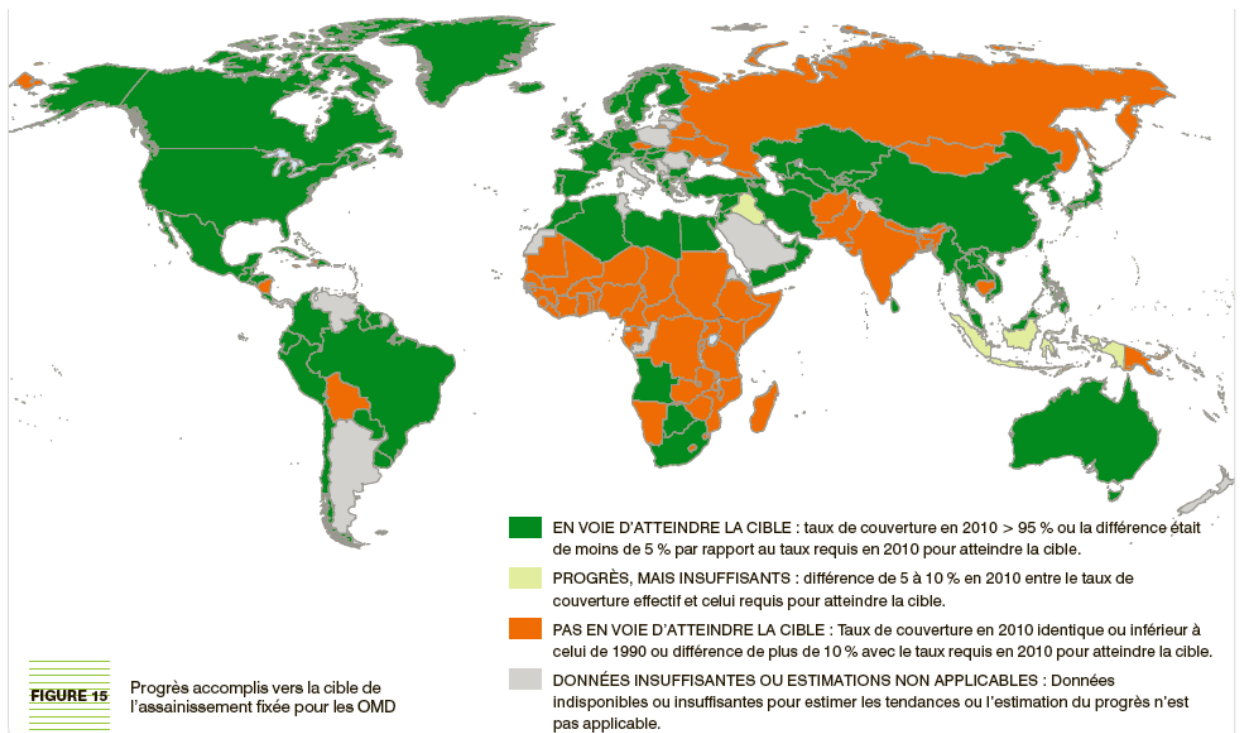 EN VOIE D'ATTEINDRE LA CIBLE : taux de couverture en 2010 > 95 % ou la différence était
de moins de 5 % par rapport au taux requis en 2010 pour atteindre la cible.
PROGRÈS, MAIS INSUFFISANTS : différence de 5 à 10 % en 2010 entre le taux de
couverture effectif et celui requis pour atteindre la cible.
PAS EN VOIE D'ATTEINDRE LA CIBLE : Taux de couverture en 2010 identique ou inférieur à
celui de 1990 ou différence de plus de 10 % avec le taux requis en 2010 pour atteindre la cible.
DONNÉES INSUFFISANTES OU ESTIMATIONS NON APPLICABLES : Données
indisponibles ou insuffisantes pour estimer les tendances ou l'estimation du progrès n'est
pas applicable.
FIGURE 15
Progrès accomplis vers la cible de
l'assainissement fixée pour les OMD